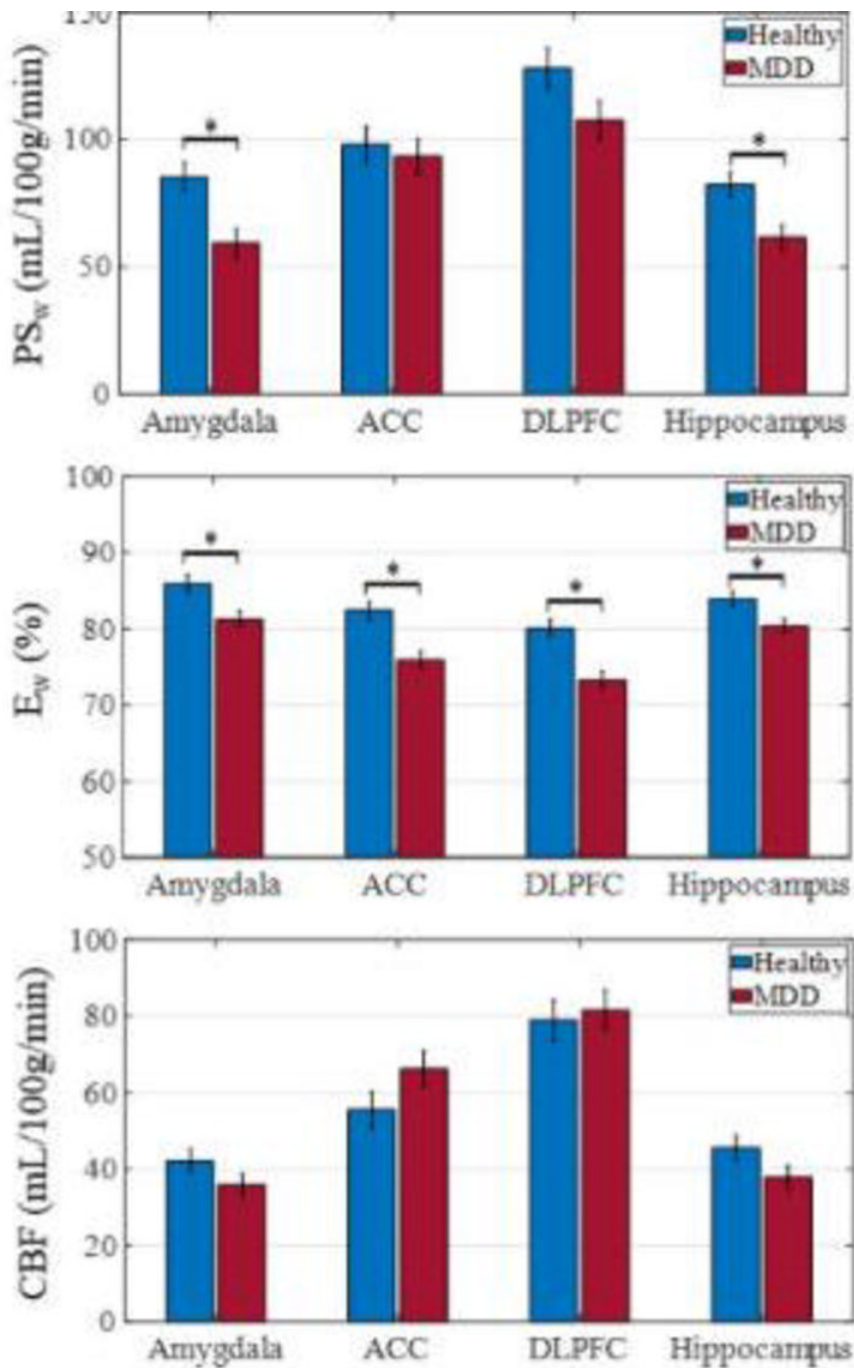 150
Healthy
MDD
*
100
*
50
0
PSw (mL/100g/min)
Amygdala ACC DLPFC Hippocampus
100
Healthy
MDD
*
90
*
*
*
80
70
60
50
Ew (%)
Amygdala ACC DLPFC Hippocampus
100
Healthy
MDD
80
60
40
20
0
CBF (mL/100g/min)
Amygdala ACC DLPFC Hippocampus